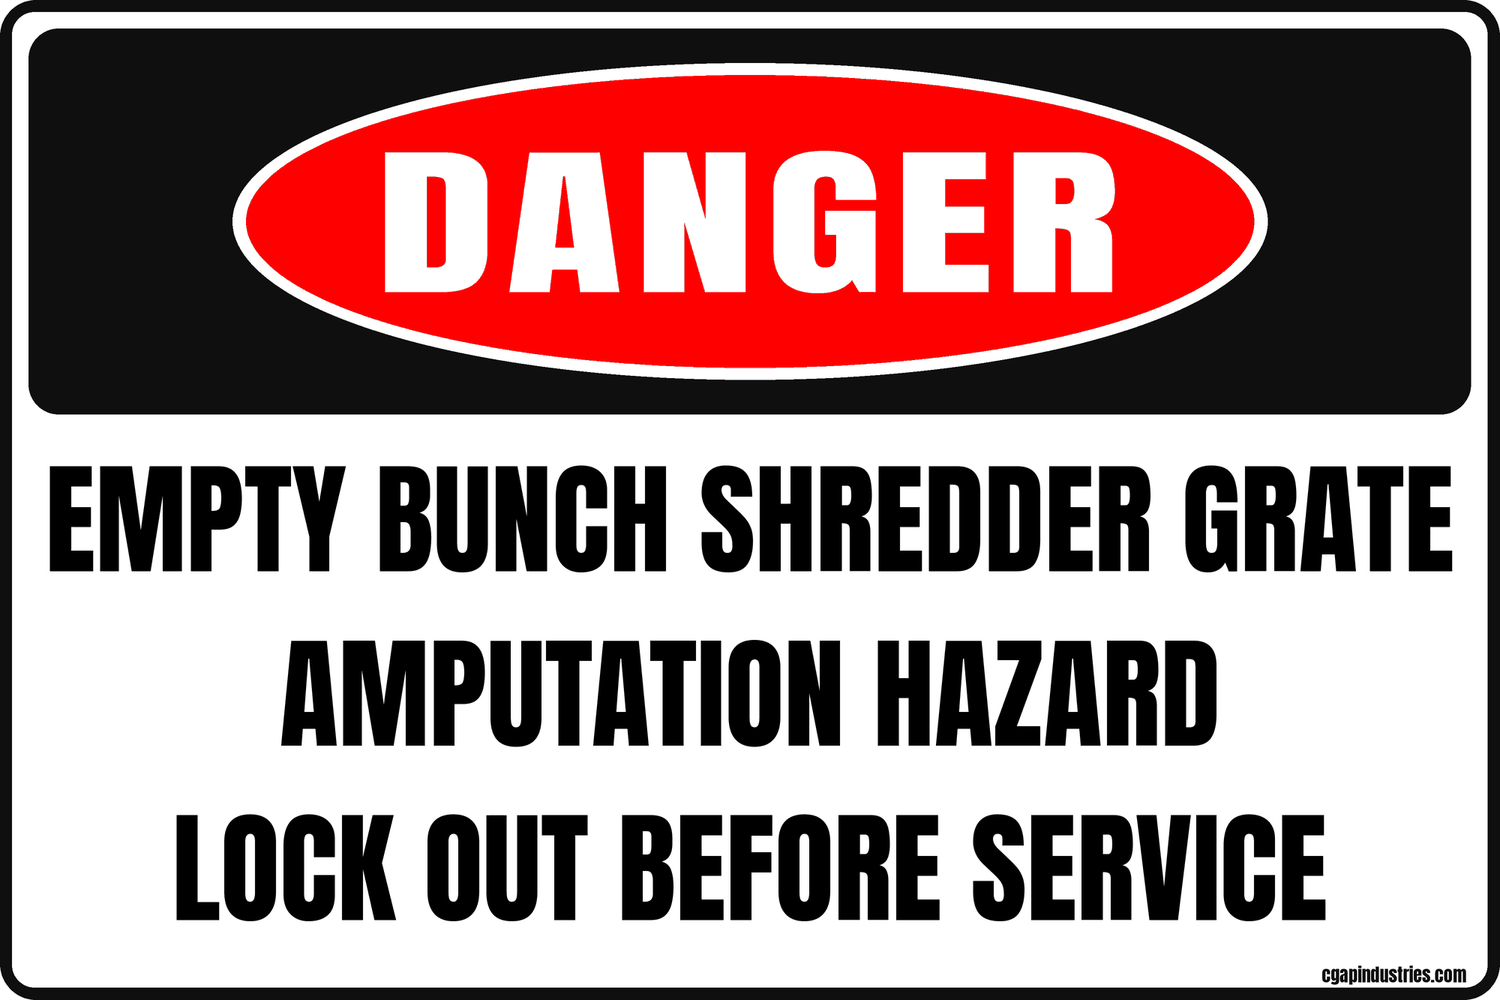 DANGER
EMPTY BUNCH SHREDDER GRATE
AMPUTATION HAZARD
LOCK OUT BEFORE SERVICE
cgapindustries.com